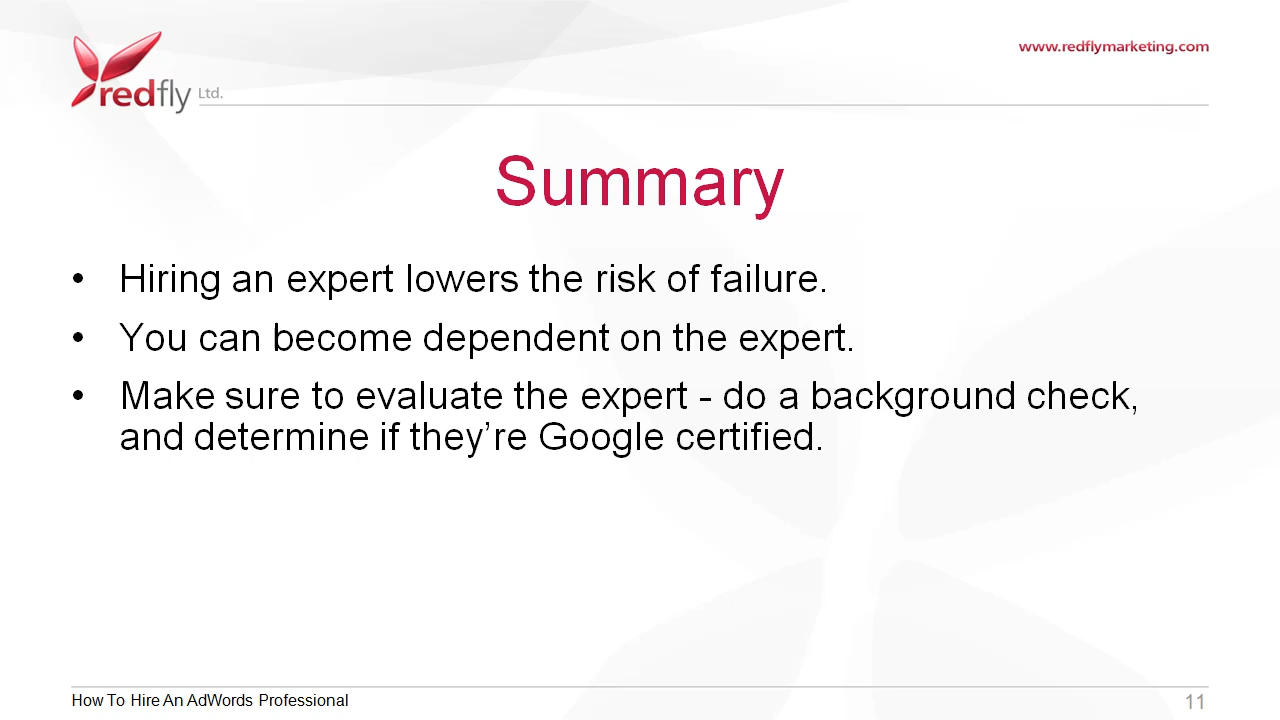 redfly Ltd.
www.redflymarketing.com
Summary
• Hiring an expert lowers the risk of failure.
• You can become dependent on the expert.
• Make sure to evaluate the expert - do a background check,
and determine if they’re Google certified.
How To Hire An AdWords Professional
11